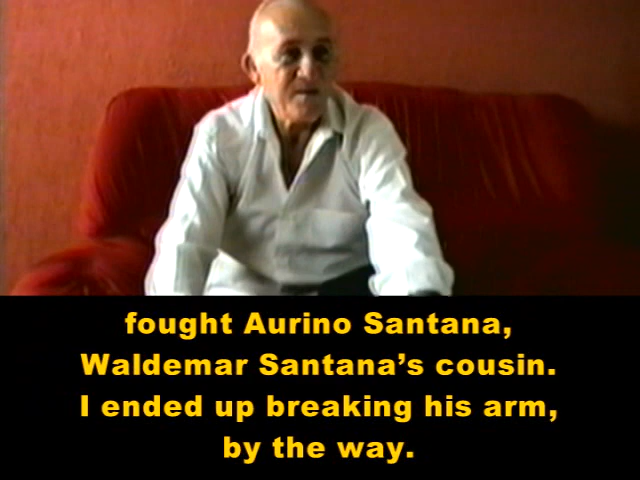 fought Aurino Santana,
Waldemar Santana’s cousin.
I ended up breaking his arm,
by the way.